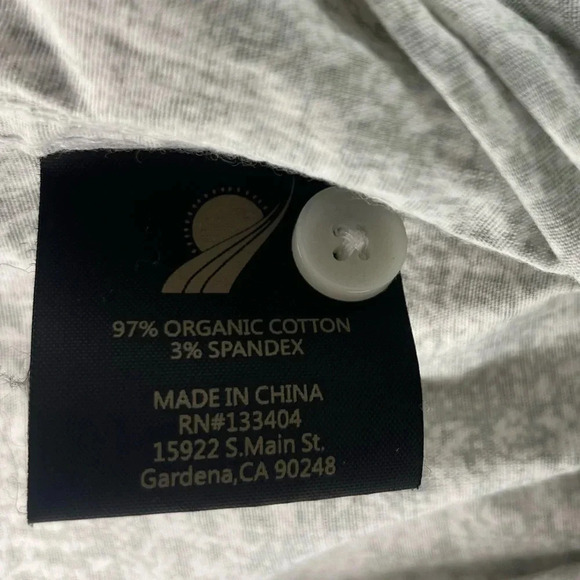 97% ORGANIC COTTON
3% SPANDEX
MADE IN CHINA
RN#133404
15922 S.Main St.
Gardena,CA 90248